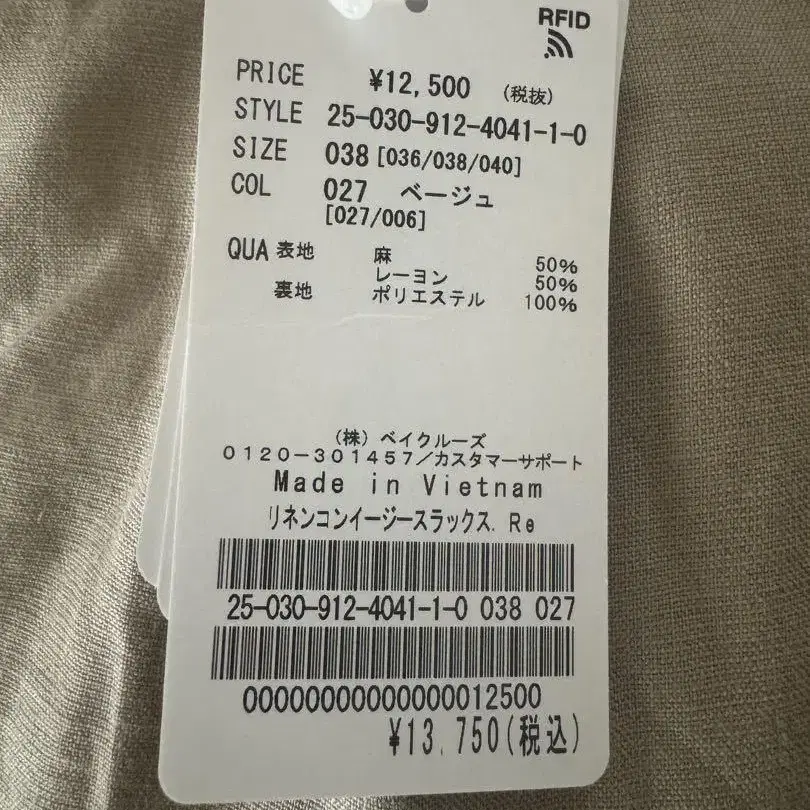 RFID
PRICE ¥12,500 (税抜)
STYLE 25-030-912-4041-1-0
SIZE 038 [036/038/040]
COL 027 ベージュ
[027/006]
QUA 表地 麻 50%
レーヨン 50%
裏地 ポリエステル 100%
(株) ベイクルーズ
0120-301457/カスタマーサポート
Made in Vietnam
リネンコンイージースラックス. Re
25-030-912-4041-1-0 038 027
00000000000000012500
¥13,750(税込)